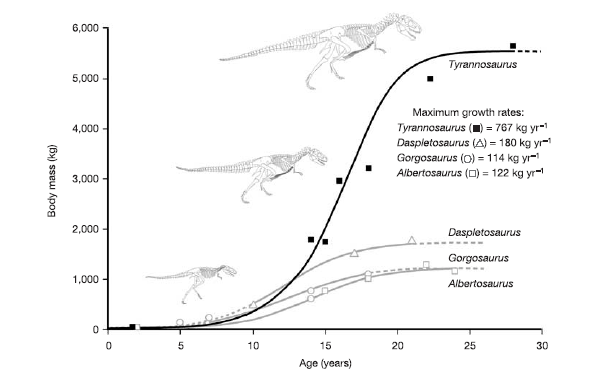 6,000
5,000
4,000
3,000
2,000
1,000
0
Body mass (kg)
Tyrannosaurus
Maximum growth rates:
Tyrannosaurus (■) = 767 kg yr⁻¹
Daspletosaurus (△) = 180 kg yr⁻¹
Gorgosaurus (○) = 114 kg yr⁻¹
Albertosaurus (□) = 122 kg yr⁻¹
Daspletosaurus
Gorgosaurus
Albertosaurus
0 5 10 15 20 25 30
Age (years)